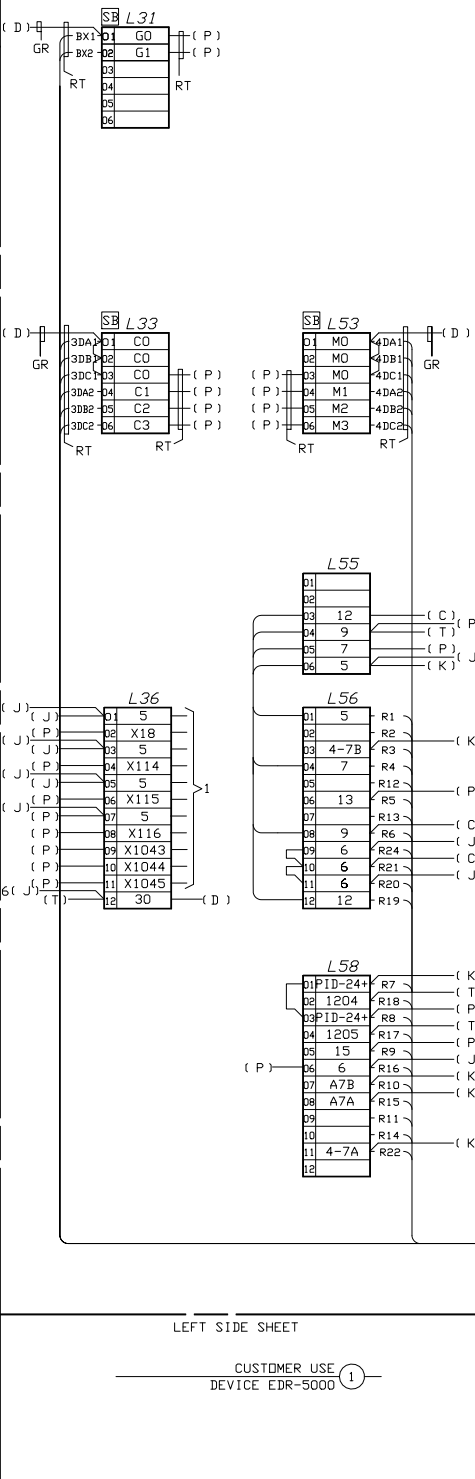 SB L31
( D )
GR
BX1 01 G0 ( P )
BX2 02 G1 ( P )
03
04
05
06
RT RT
SB L33
( D )
GR
3DA1 01 C0
3DB1 02 C0
3DC1 03 C0 ( P )
3DA2 04 C1 ( P )
3DB2 05 C2 ( P )
3DC2 06 C3 ( P )
RT RT
SB L53
01 M0 4DA1 ( D )
02 M0 4DB1
GR
( P ) 03 M0 4DC1
( P ) 04 M1 4DA2
( P ) 05 M2 4DB2
( P ) 06 M3 4DC2
RT RT
L55
01
02
03 12 ( C )
( P
04 9 ( T )
05 7 ( P )
( J
06 5 ( K )
L36
( J )
( J ) 01 5
( P ) 02 X18
( J )
( J ) 03 5
( P ) 04 X114
( J )
( J ) 05 5
( P ) 06 X115
( J )
( P ) 07 5
( P ) 08 X116
( P ) 09 X1043
( P ) 10 X1044
( P ) 11 X1045
6( J )
( T ) 12 30 ( D )
1
L56
01 5 R1
02 R2
03 4-7B R3 ( K
04 7 R4
05 R12
06 13 R5 ( P
07 R13
08 9 R6 ( C
09 6 R24 ( J
10 6 R21 ( C
11 6 R20 ( J
12 12 R19
L58
01 PID-24+ R7 ( K
02 1204 R18 ( T
03 PID-24+ R8 ( P
04 1205 R17 ( T
05 15 R9 ( P
( P ) 06 6 R16 ( J
07 A7B R10 ( K
08 A7A R15 ( K
09 R11
10 R14
11 4-7A R22 ( K
12
LEFT SIDE SHEET
CUSTOMER USE
DEVICE EDR-5000 1